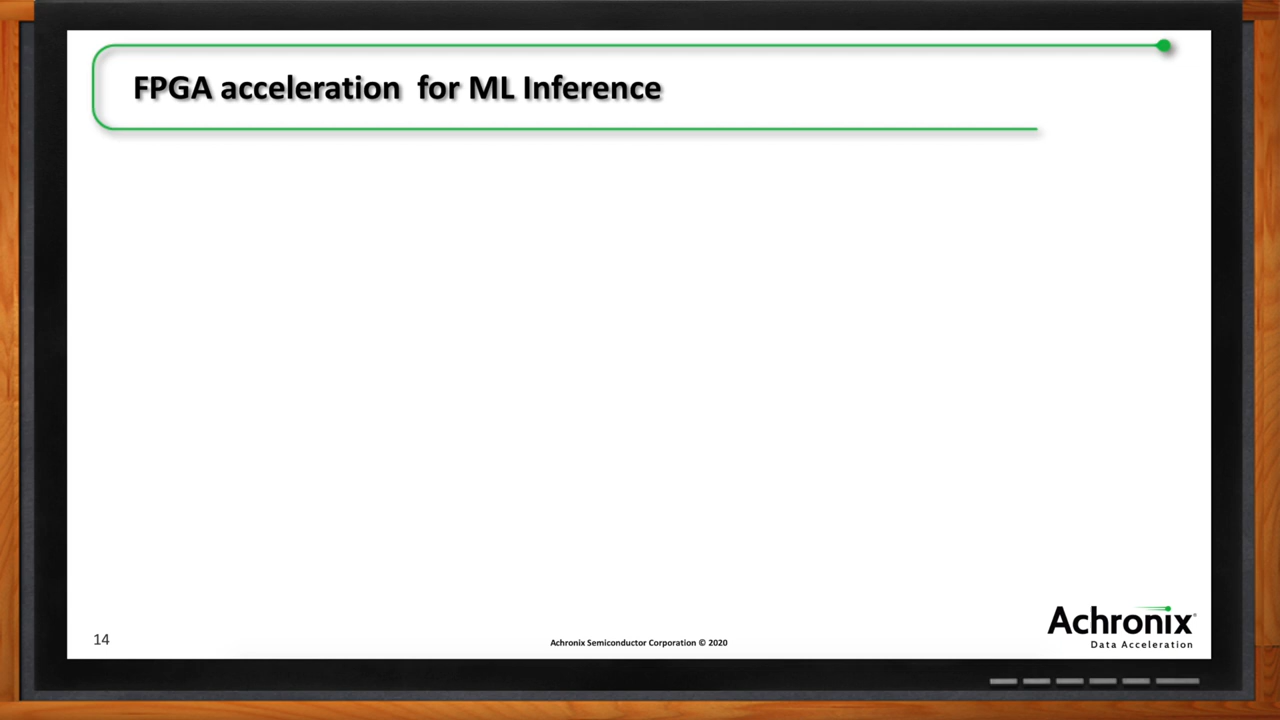 FPGA acceleration  for ML Inference
14
Achronix Semiconductor Corporation © 2020
Achronix®
Data Acceleration